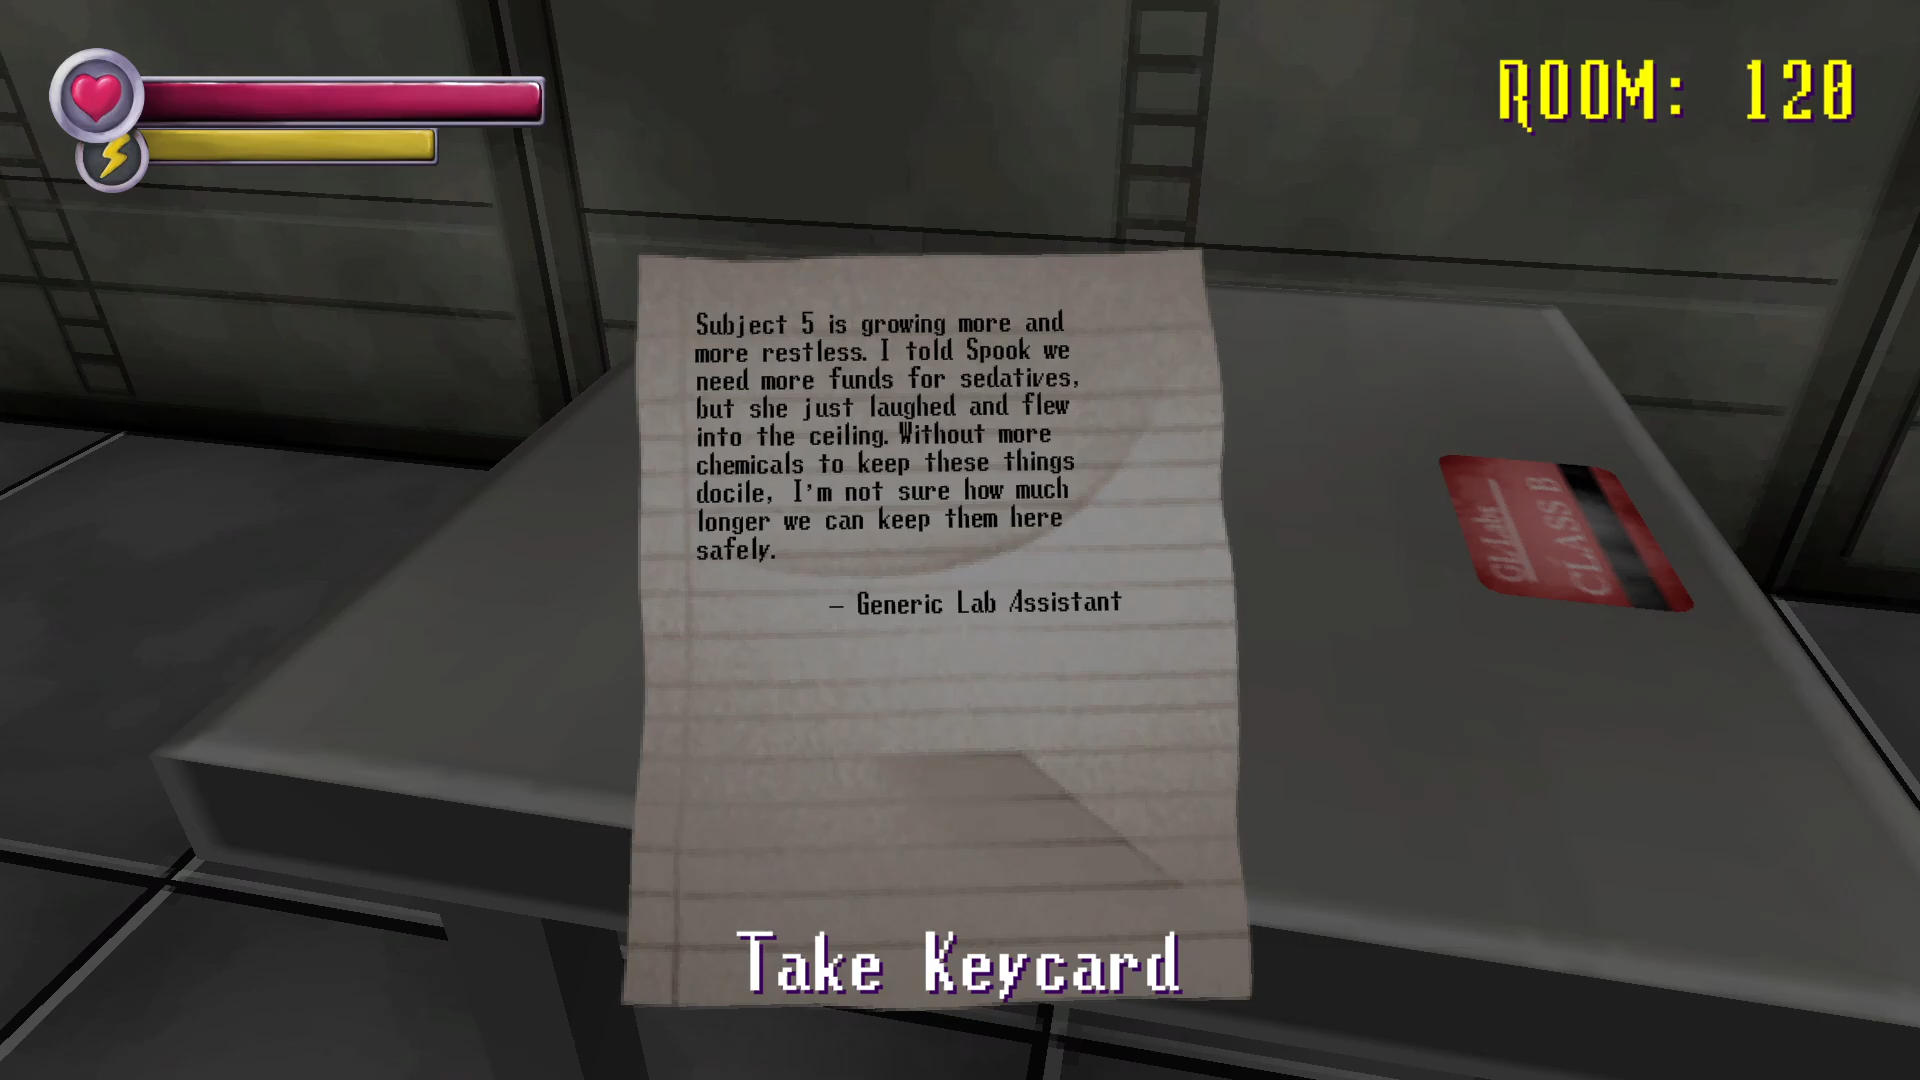 ROOM: 120
Subject 5 is growing more and
more restless. I told Spook we
need more funds for sedatives,
but she just laughed and flew
into the ceiling. Without more
chemicals to keep these things
docile, I'm not sure how much
longer we can keep them here
safely.
– Generic Lab Assistant
GL Labs
CLASS B
Take Keycard